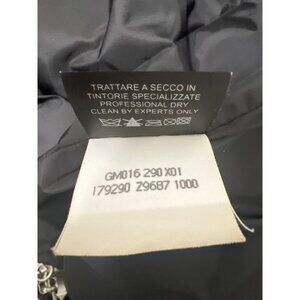 TRATTARE A SECCO IN
TINTORIE SPECIALIZZATE
PROFESSIONAL DRY
CLEAN BY EXPERTS ONLY
GM016 290 X01
179290 Z9687 1000